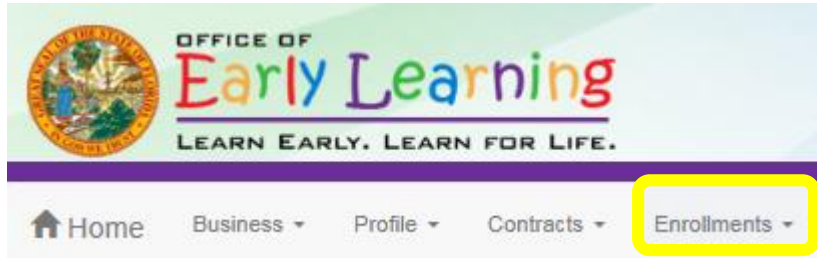 OFFICE OF
Early Learning
LEARN EARLY. LEARN FOR LIFE.
Home Business Profile Contracts Enrollments